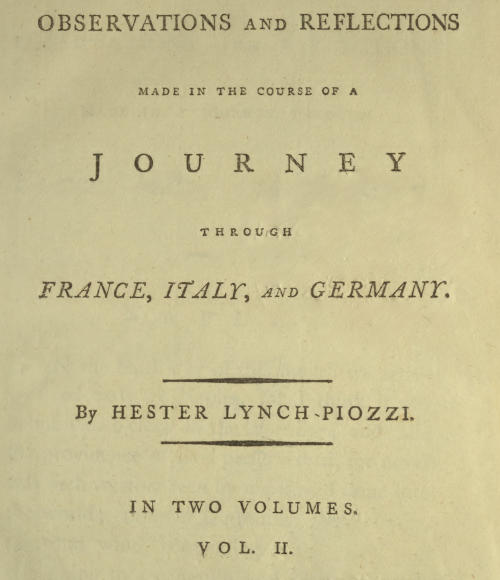 OBSERVATIONS AND REFLECTIONS
MADE IN THE COURSE OF A
JOURNEY
THROUGH
FRANCE, ITALY, AND GERMANY.
By HESTER LYNCH PIOZZI.
IN TWO VOLUMES.
VOL. II.